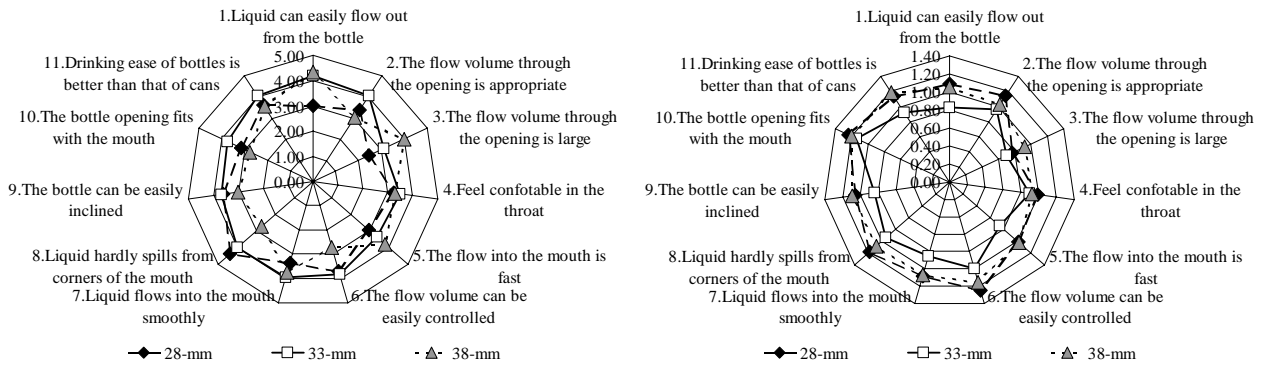 1.Liquid can easily flow out
from the bottle
2.The flow volume through
the opening is appropriate
3.The flow volume through
the opening is large
4.Feel confotable in the
throat
5.The flow into the mouth is
fast
6.The flow volume can be
easily controlled
7.Liquid flows into the mouth
smoothly
8.Liquid hardly spills from
corners of the mouth
9.The bottle can be easily
inclined
10.The bottle opening fits
with the mouth
11.Drinking ease of bottles is
better than that of cans
5.00
4.00
3.00
2.00
1.00
0.00
28-mm
33-mm
38-mm
1.Liquid can easily flow out
from the bottle
2.The flow volume through
the opening is appropriate
3.The flow volume through
the opening is large
4.Feel confotable in the
throat
5.The flow into the mouth is
fast
6.The flow volume can be
easily controlled
7.Liquid flows into the mouth
smoothly
8.Liquid hardly spills from
corners of the mouth
9.The bottle can be easily
inclined
10.The bottle opening fits
with the mouth
11.Drinking ease of bottles is
better than that of cans
1.40
1.20
1.00
0.80
0.60
0.40
0.20
0.00
28-mm
33-mm
38-mm